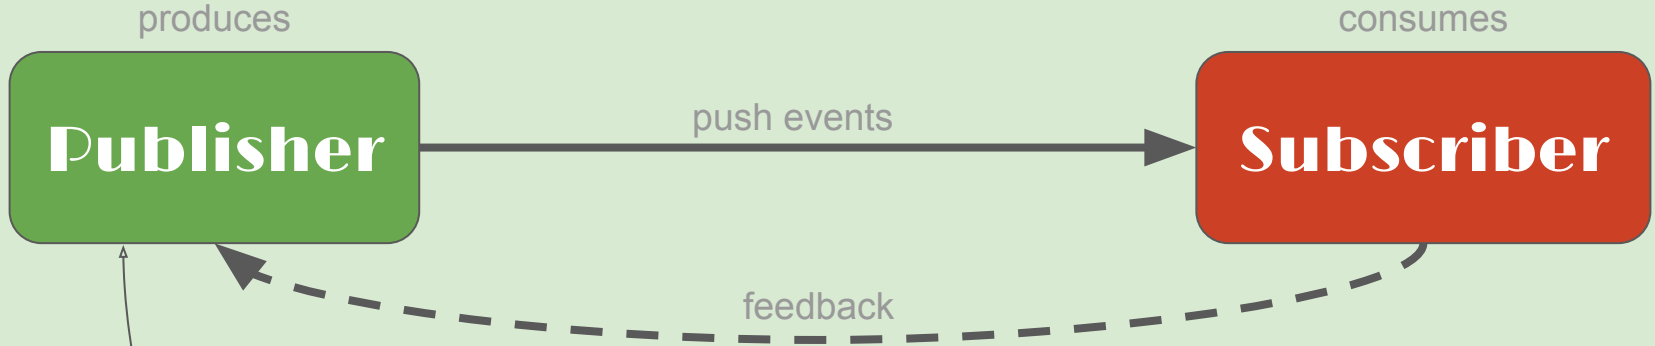 produces
consumes
push events
Publisher
Subscriber
feedback